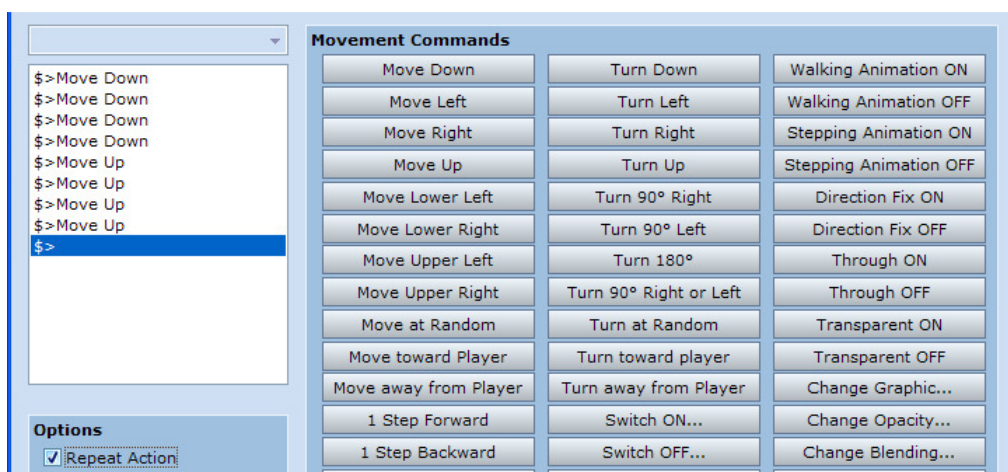 $>Move Down
$>Move Down
$>Move Down
$>Move Down
$>Move Up
$>Move Up
$>Move Up
$>Move Up
$>
Options
Repeat Action
Movement Commands
Move Down Turn Down Walking Animation ON
Move Left Turn Left Walking Animation OFF
Move Right Turn Right Stepping Animation ON
Move Up Turn Up Stepping Animation OFF
Move Lower Left Turn 90° Right Direction Fix ON
Move Lower Right Turn 90° Left Direction Fix OFF
Move Upper Left Turn 180° Through ON
Move Upper Right Turn 90° Right or Left Through OFF
Move at Random Turn at Random Transparent ON
Move toward Player Turn toward player Transparent OFF
Move away from Player Turn away from Player Change Graphic...
1 Step Forward Switch ON... Change Opacity...
1 Step Backward Switch OFF... Change Blending...